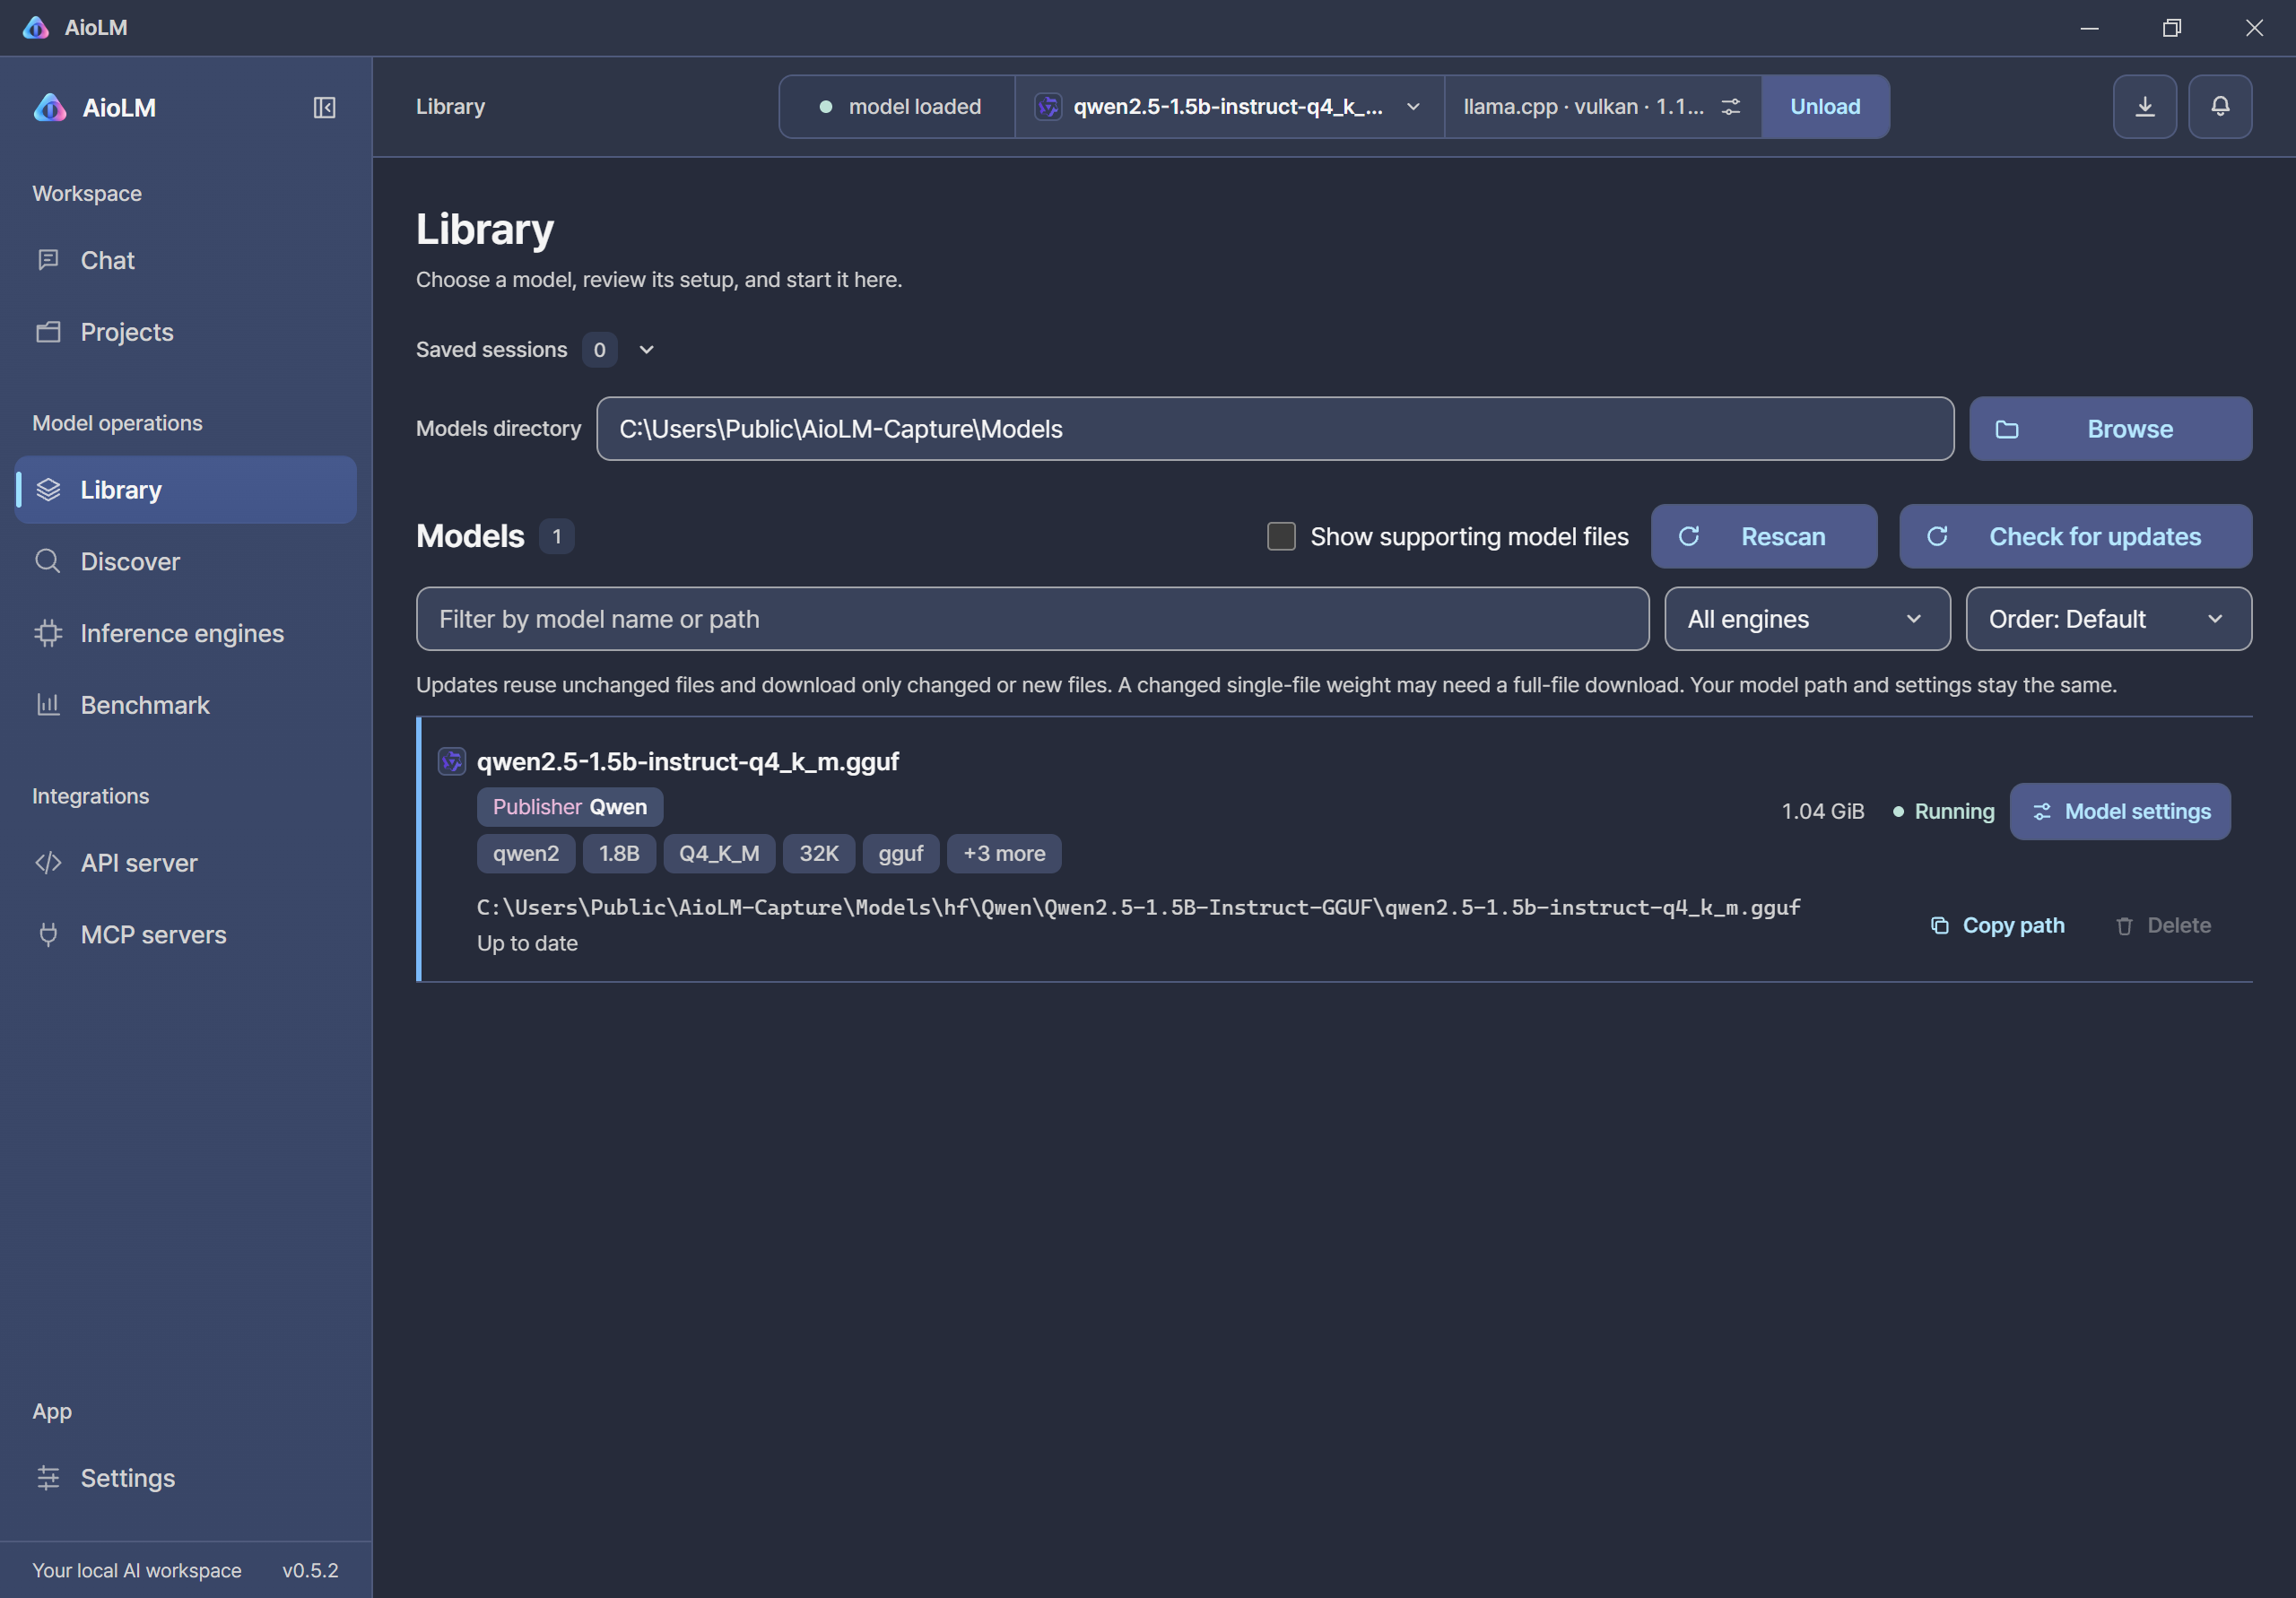 AioLM
AioLM
Workspace
Chat
Projects
Model operations
Library
Discover
Inference engines
Benchmark
Integrations
API server
MCP servers
App
Settings
Your local AI workspace v0.5.2
Library
model loaded
qwen2.5-1.5b-instruct-q4_k_...
llama.cpp · vulkan · 1.1...
Unload
Library
Choose a model, review its setup, and start it here.
Saved sessions 0
Models directory C:\Users\Public\AioLM-Capture\Models Browse
Models 1 Show supporting model files Rescan Check for updates
Filter by model name or path All engines Order: Default
Updates reuse unchanged files and download only changed or new files. A changed single-file weight may need a full-file download. Your model path and settings stay the same.
qwen2.5-1.5b-instruct-q4_k_m.gguf
Publisher Qwen
1.04 GiB Running Model settings
qwen2 1.8B Q4_K_M 32K gguf +3 more
C:\Users\Public\AioLM-Capture\Models\hf\Qwen\Qwen2.5-1.5B-Instruct-GGUF\qwen2.5-1.5b-instruct-q4_k_m.gguf
Copy path Delete
Up to date